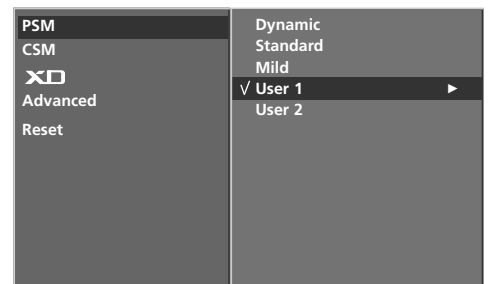 PSM
CSM
XD
Advanced
Reset
Dynamic
Standard
Mild
√ User 1 ►
User 2